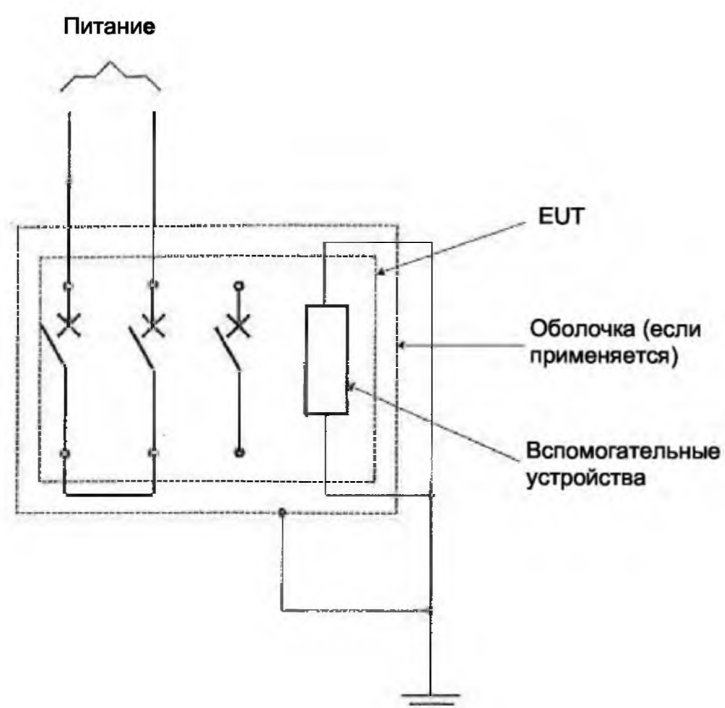 Питание
EUT
Оболочка (если
применяется)
Вспомогательные
устройства